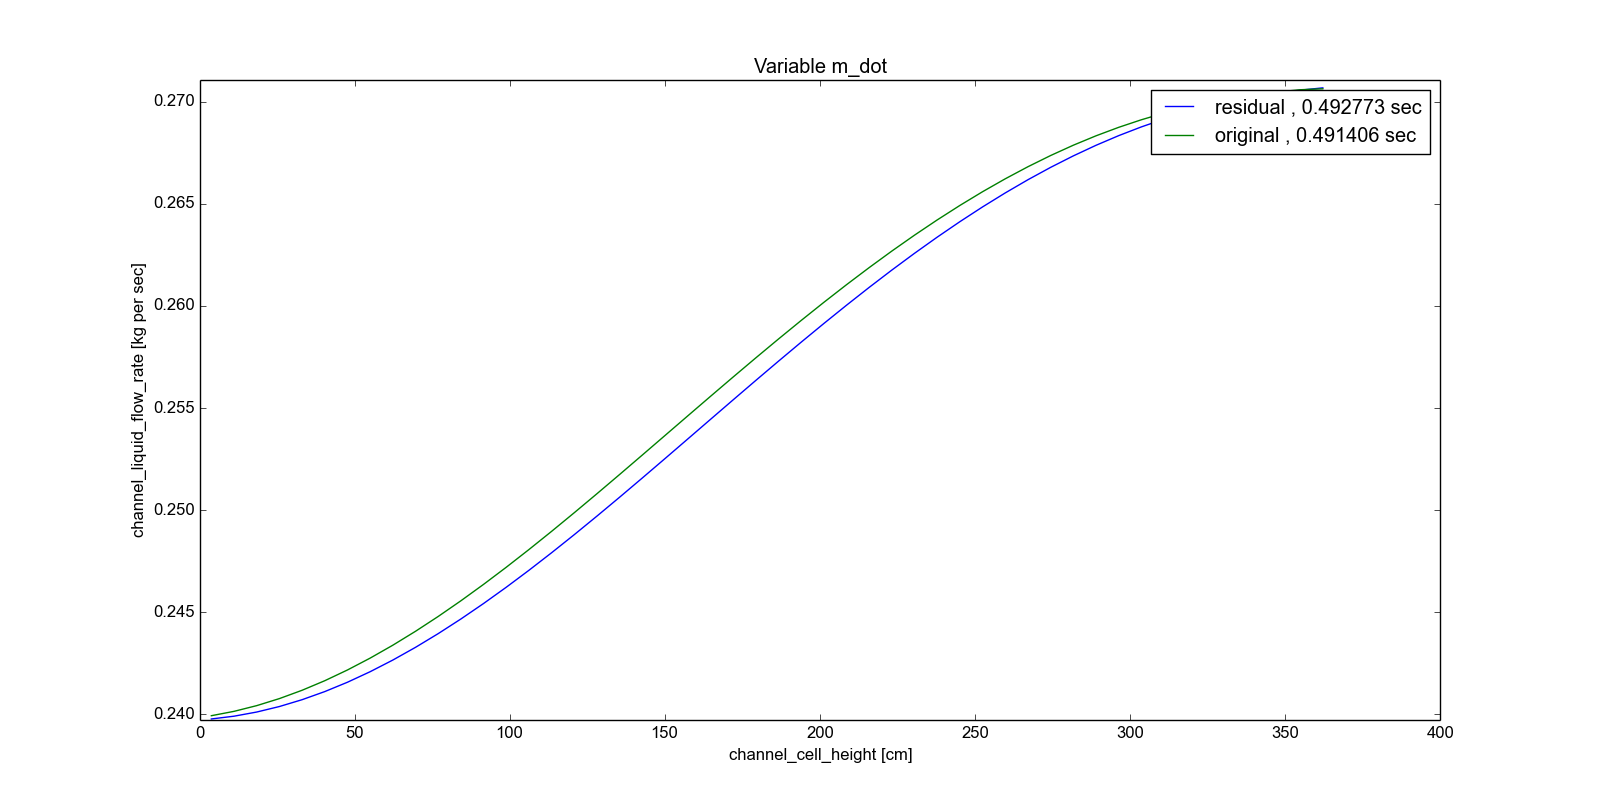 Variable m_dot
residual , 0.492773 sec
original , 0.491406 sec
channel_liquid_flow_rate [kg per sec]
0.270
0.265
0.260
0.255
0.250
0.245
0.240
0 50 100 150 200 250 300 350 400
channel_cell_height [cm]